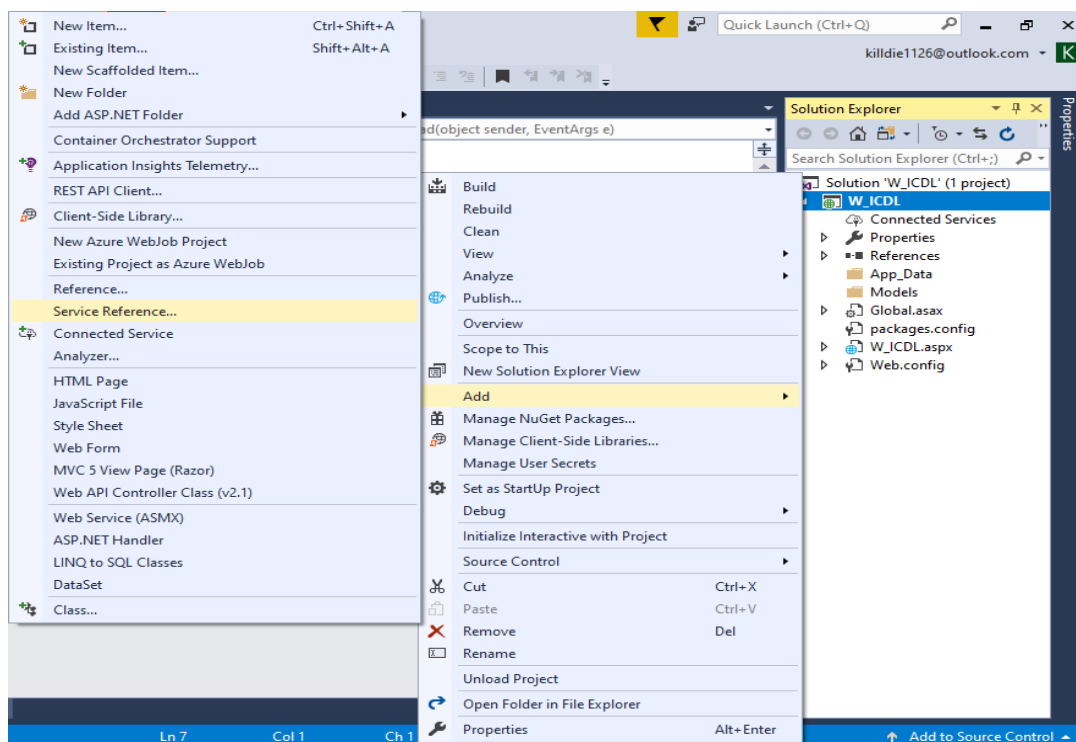 New Item... Ctrl+Shift+A
Existing Item... Shift+Alt+A
New Scaffolded Item...
New Folder
Add ASP.NET Folder
Container Orchestrator Support
Application Insights Telemetry...
REST API Client...
Client-Side Library...
New Azure WebJob Project
Existing Project as Azure WebJob
Reference...
Service Reference...
Connected Service
Analyzer...
HTML Page
JavaScript File
Style Sheet
Web Form
MVC 5 View Page (Razor)
Web API Controller Class (v2.1)
Web Service (ASMX)
ASP.NET Handler
LINQ to SQL Classes
DataSet
Class...
Quick Launch (Ctrl+Q)
killdie1126@outlook.com
K
ad(object sender, EventArgs e)
Build
Rebuild
Clean
View
Analyze
Publish...
Overview
Scope to This
New Solution Explorer View
Add
Manage NuGet Packages...
Manage Client-Side Libraries...
Manage User Secrets
Set as StartUp Project
Debug
Initialize Interactive with Project
Source Control
Cut Ctrl+X
Paste Ctrl+V
Remove Del
Rename
Unload Project
Open Folder in File Explorer
Properties Alt+Enter
Solution Explorer
Search Solution Explorer (Ctrl+;)
Solution 'W_ICDL' (1 project)
W_ICDL
Connected Services
Properties
References
App_Data
Models
Global.asax
packages.config
W_ICDL.aspx
Web.config
Properties
Ln 7 Col 1 Ch 1
Add to Source Control